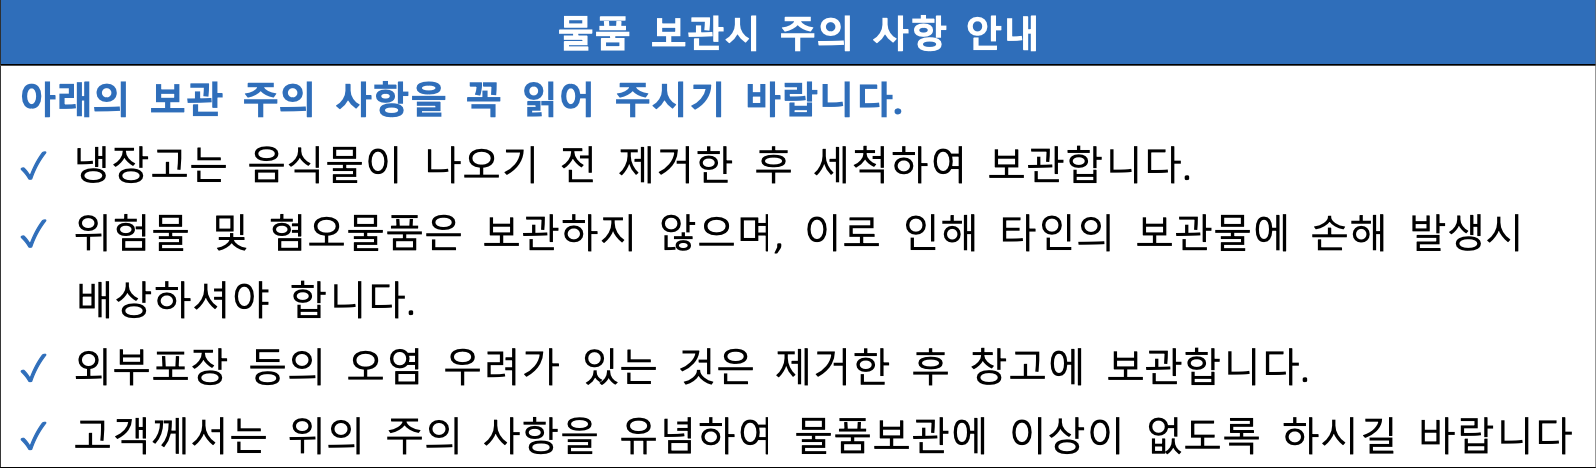 물품 보관시 주의 사항 안내
아래의 보관 주의 사항을 꼭 읽어 주시기 바랍니다.
✓ 냉장고는 음식물이 나오기 전 제거한 후 세척하여 보관합니다.
✓ 위험물 및 혐오물품은 보관하지 않으며, 이로 인해 타인의 보관물에 손해 발생시
배상하셔야 합니다.
✓ 외부포장 등의 오염 우려가 있는 것은 제거한 후 창고에 보관합니다.
✓ 고객께서는 위의 주의 사항을 유념하여 물품보관에 이상이 없도록 하시길 바랍니다